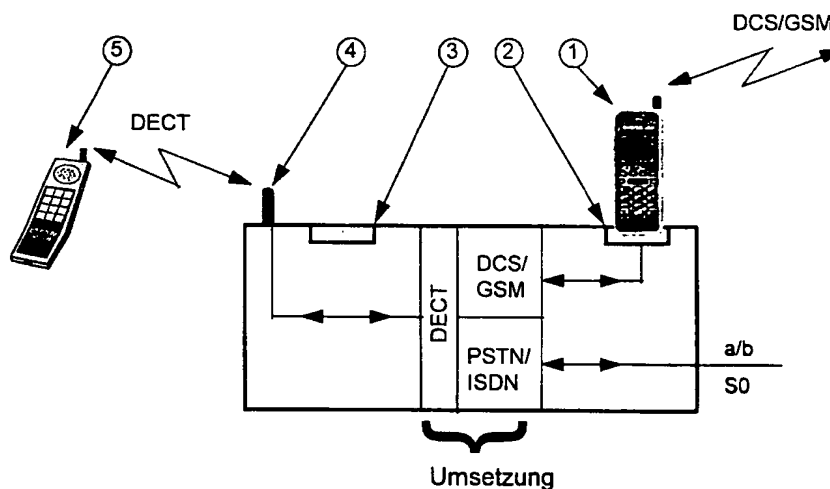 DCS/GSM
5
4
3
2
1
DECT
DECT
DCS/
GSM
PSTN/
ISDN
a/b
S0
Umsetzung